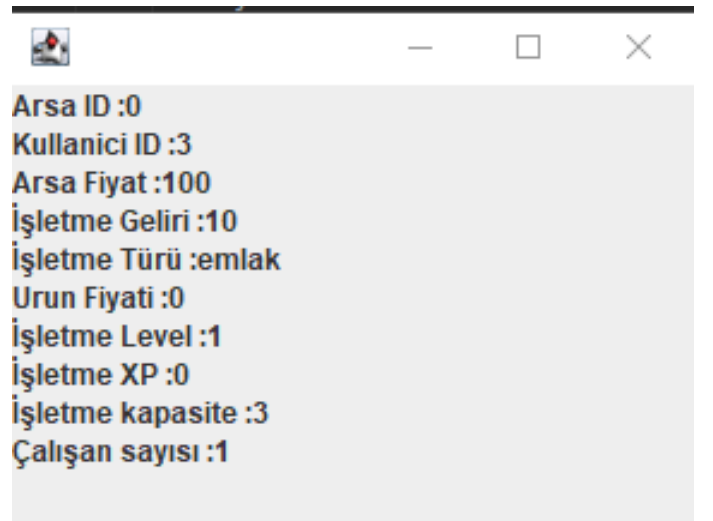 Arsa ID :0
Kullanici ID :3
Arsa Fiyat :100
İşletme Geliri :10
İşletme Türü :emlak
Urun Fiyati :0
İşletme Level :1
İşletme XP :0
İşletme kapasite :3
Çalışan sayısı :1